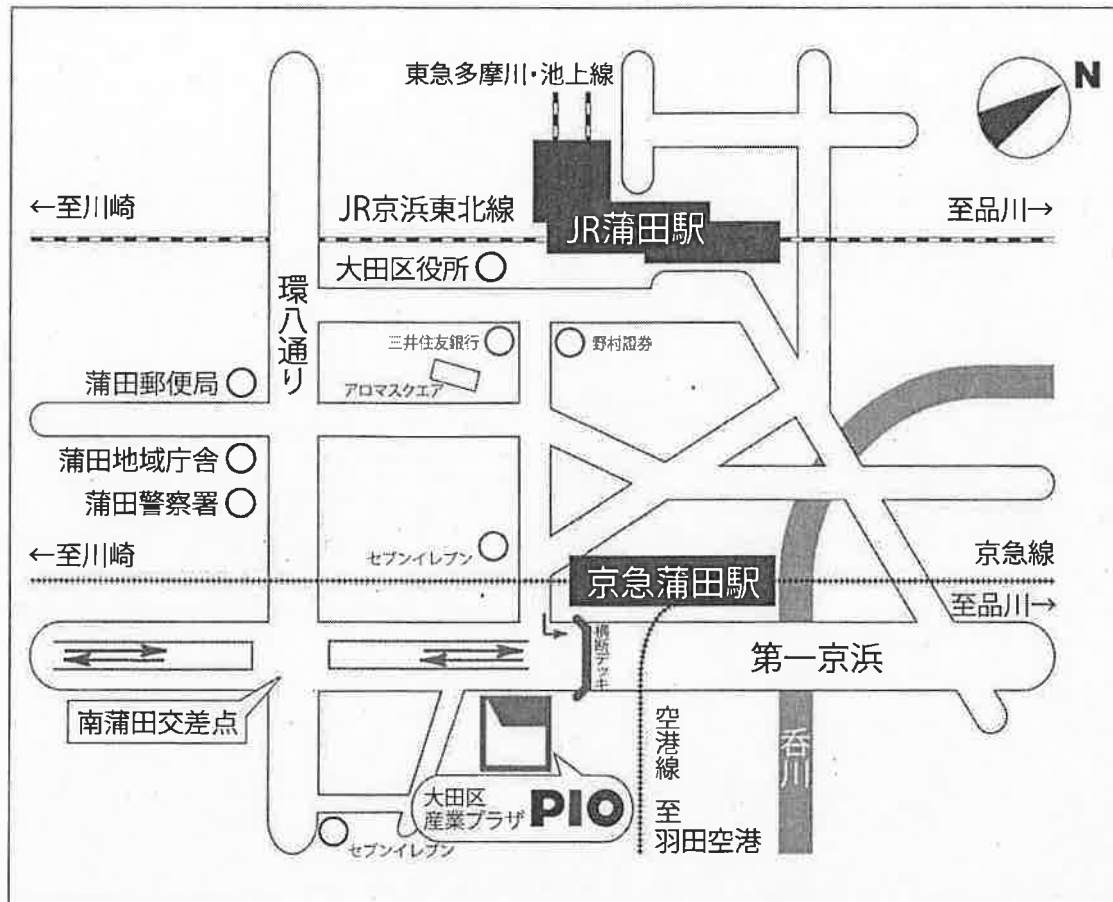 東急多摩川・池上線
N
←至川崎
JR京浜東北線
JR蒲田駅
至品川→
大田区役所
環八通り
三井住友銀行
野村證券
アロマスクエア
蒲田郵便局
蒲田地域庁舎
蒲田警察署
セブンイレブン
←至川崎
京急蒲田駅
京急線
至品川→
横断デッキ
第一京浜
南蒲田交差点
空港線 至
羽田空港
呑川
大田区
産業プラザ PIO
セブンイレブン